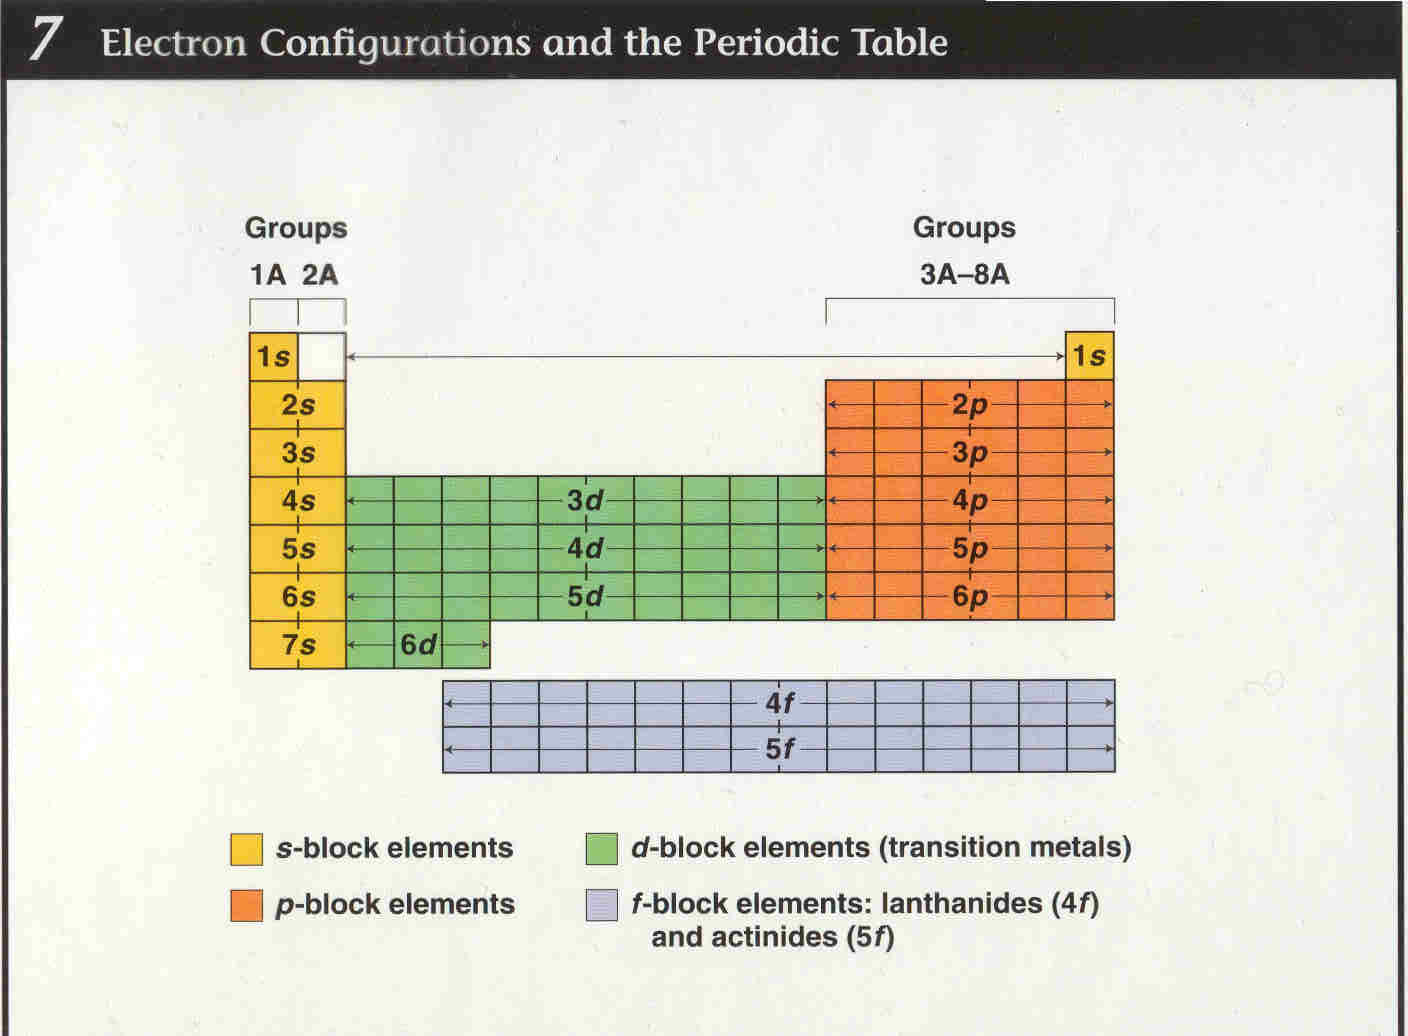 7 Electron Configurations and the Periodic Table
Groups
1A 2A
Groups
3A–8A
1s
1s
2s
2p
3s
3p
4s
3d
4p
5s
4d
5p
6s
5d
6p
7s
6d
4f
5f
s-block elements
d-block elements (transition metals)
p-block elements
f-block elements: lanthanides (4f)
and actinides (5f)